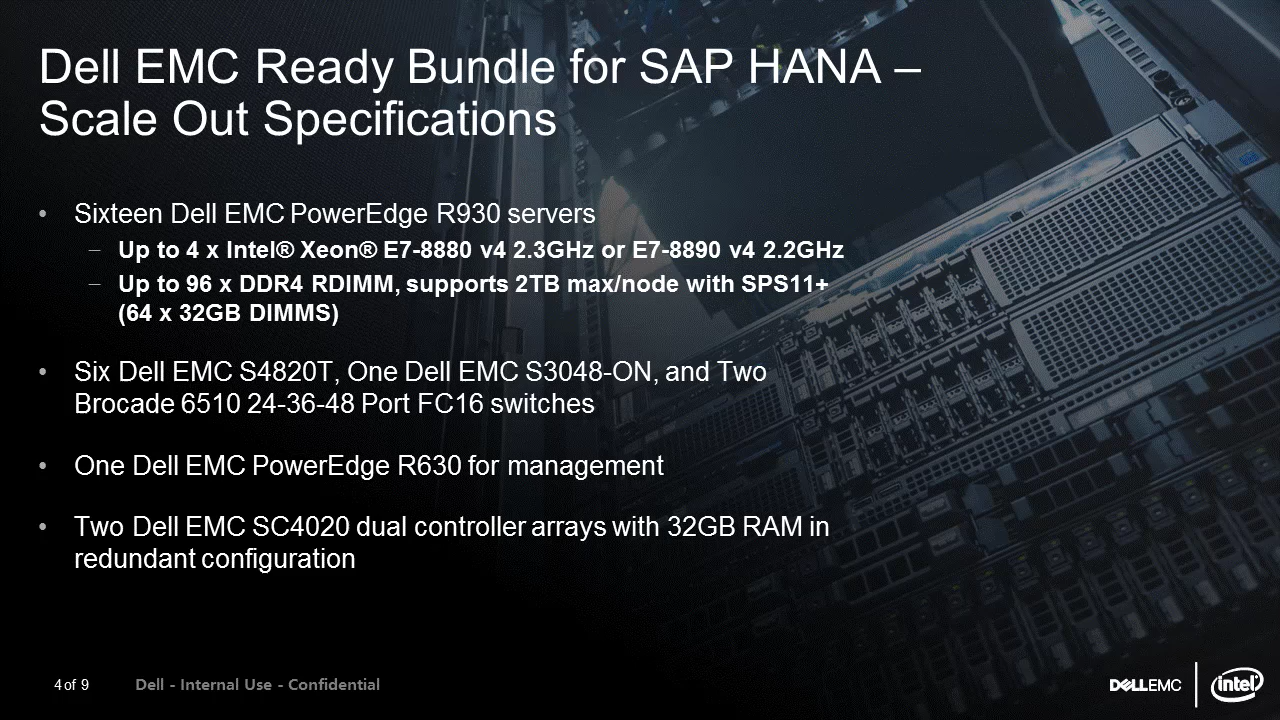 Dell EMC Ready Bundle for SAP HANA –
Scale Out Specifications
• Sixteen Dell EMC PowerEdge R930 servers
– Up to 4 x Intel® Xeon® E7-8880 v4 2.3GHz or E7-8890 v4 2.2GHz
– Up to 96 x DDR4 RDIMM, supports 2TB max/node with SPS11+
(64 x 32GB DIMMS)
• Six Dell EMC S4820T, One Dell EMC S3048-ON, and Two
Brocade 6510 24-36-48 Port FC16 switches
• One Dell EMC PowerEdge R630 for management
• Two Dell EMC SC4020 dual controller arrays with 32GB RAM in
redundant configuration
4 of 9 Dell - Internal Use - Confidential DELLEMC intel